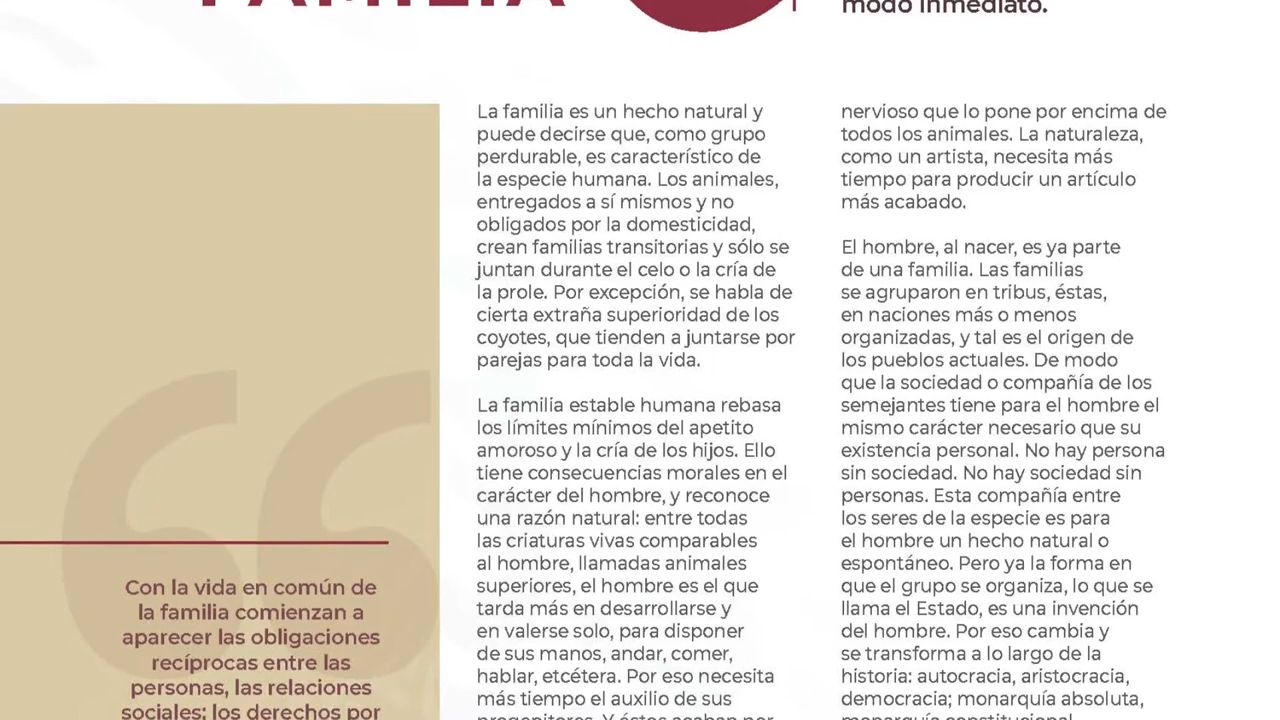 FAMILIA
modo inmediato.
Con la vida en común de
la familia comienzan a
aparecer las obligaciones
recíprocas entre las
personas, las relaciones
sociales; los derechos por
La familia es un hecho natural y
puede decirse que, como grupo
perdurable, es característico de
la especie humana. Los animales,
entregados a sí mismos y no
obligados por la domesticidad,
crean familias transitorias y sólo se
juntan durante el celo o la cría de
la prole. Por excepción, se habla de
cierta extraña superioridad de los
coyotes, que tienden a juntarse por
parejas para toda la vida.
La familia estable humana rebasa
los límites mínimos del apetito
amoroso y la cría de los hijos. Ello
tiene consecuencias morales en el
carácter del hombre, y reconoce
una razón natural: entre todas
las criaturas vivas comparables
al hombre, llamadas animales
superiores, el hombre es el que
tarda más en desarrollarse y
en valerse solo, para disponer
de sus manos, andar, comer,
hablar, etcétera. Por eso necesita
más tiempo el auxilio de sus
progenitores. Y éstos acaban por
nervioso que lo pone por encima de
todos los animales. La naturaleza,
como un artista, necesita más
tiempo para producir un artículo
más acabado.
El hombre, al nacer, es ya parte
de una familia. Las familias
se agruparon en tribus, éstas,
en naciones más o menos
organizadas, y tal es el origen de
los pueblos actuales. De modo
que la sociedad o compañía de los
semejantes tiene para el hombre el
mismo carácter necesario que su
existencia personal. No hay persona
sin sociedad. No hay sociedad sin
personas. Esta compañía entre
los seres de la especie es para
el hombre un hecho natural o
espontáneo. Pero ya la forma en
que el grupo se organiza, lo que se
llama el Estado, es una invención
del hombre. Por eso cambia y
se transforma a lo largo de la
historia: autocracia, aristocracia,
democracia; monarquía absoluta,
monarquía constitucional